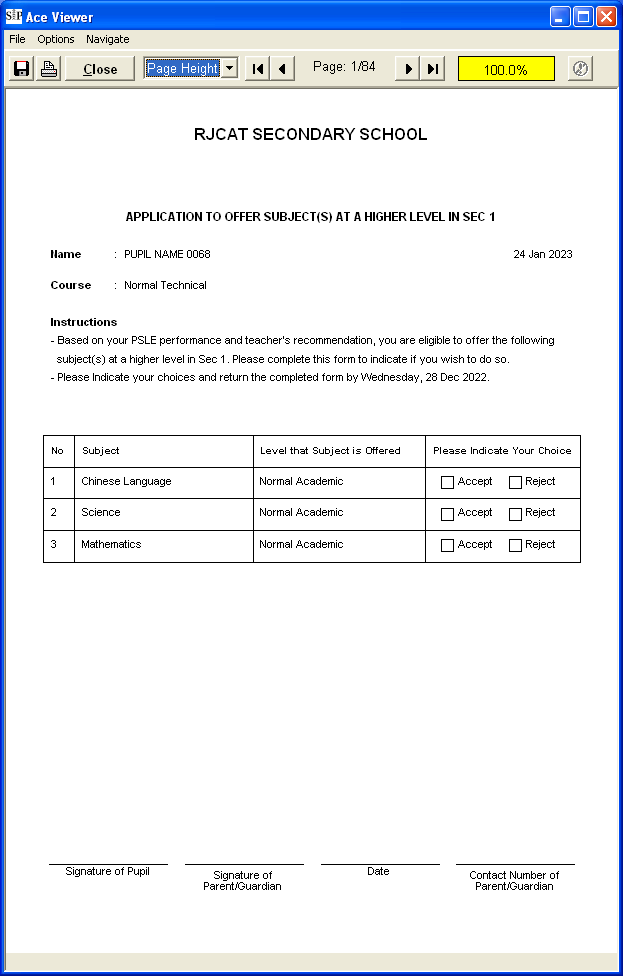 SIP Ace Viewer
File Options Navigate
Close Page Height Page: 1/84 100.0%
RJCAT SECONDARY SCHOOL
APPLICATION TO OFFER SUBJECT(S) AT A HIGHER LEVEL IN SEC 1
Name : PUPIL NAME 0068 24 Jan 2023
Course : Normal Technical
Instructions
- Based on your PSLE performance and teacher's recommendation, you are eligible to offer the following
subject(s) at a higher level in Sec 1. Please complete this form to indicate if you wish to do so.
- Please Indicate your choices and return the completed form by Wednesday, 28 Dec 2022.
No Subject Level that Subject is Offered Please Indicate Your Choice
1 Chinese Language Normal Academic Accept Reject
2 Science Normal Academic Accept Reject
3 Mathematics Normal Academic Accept Reject
Signature of Pupil Signature of Date Contact Number of
Parent/Guardian Parent/Guardian